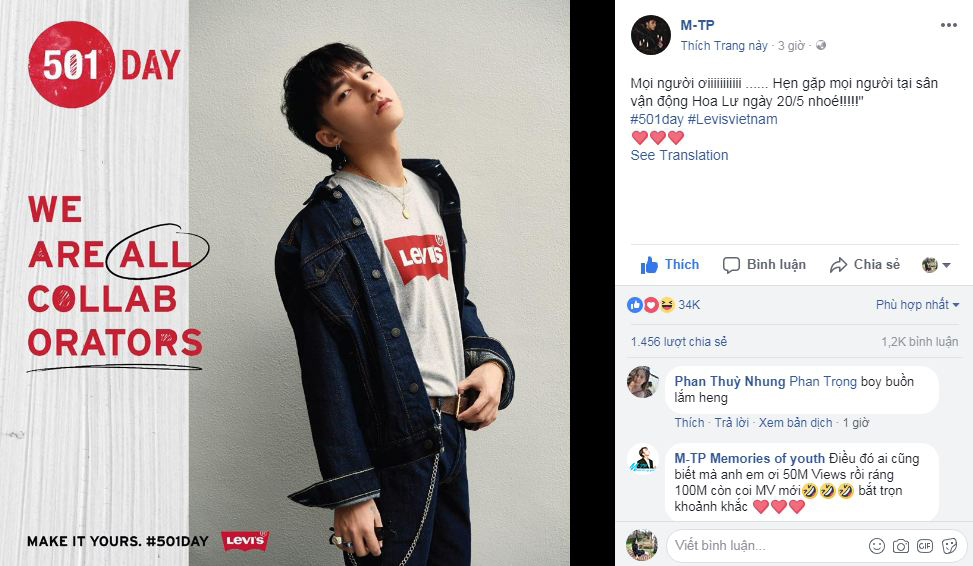 501 DAY
WE
ARE ALL
COLLAB
ORATORS
MAKE IT YOURS. #501DAY LEVI'S
LEVI'S
M-TP
Thích Trang này · 3 giờ ·
Mọi người ơiiiiiiiiiiii ...... Hẹn gặp mọi người tại sân
vận động Hoa Lư ngày 20/5 nhoé!!!!!"
#501day #Levisvietnam
❤️❤️❤️
See Translation
Thích Bình luận Chia sẻ
34K Phù hợp nhất
1.456 lượt chia sẻ 1,2K bình luận
Phan Thuỳ Nhung Phan Trọng boy buồn
lắm heng
Thích · Trả lời · Xem bản dịch · 1 giờ
M-TP Memories of youth Điều đó ai cũng
biết mà anh em ơi 50M Views rồi ráng
100M còn coi MV mới🤣🤣🤣 bắt trọn
khoảnh khắc ❤️❤️❤️
Viết bình luận...
GIF